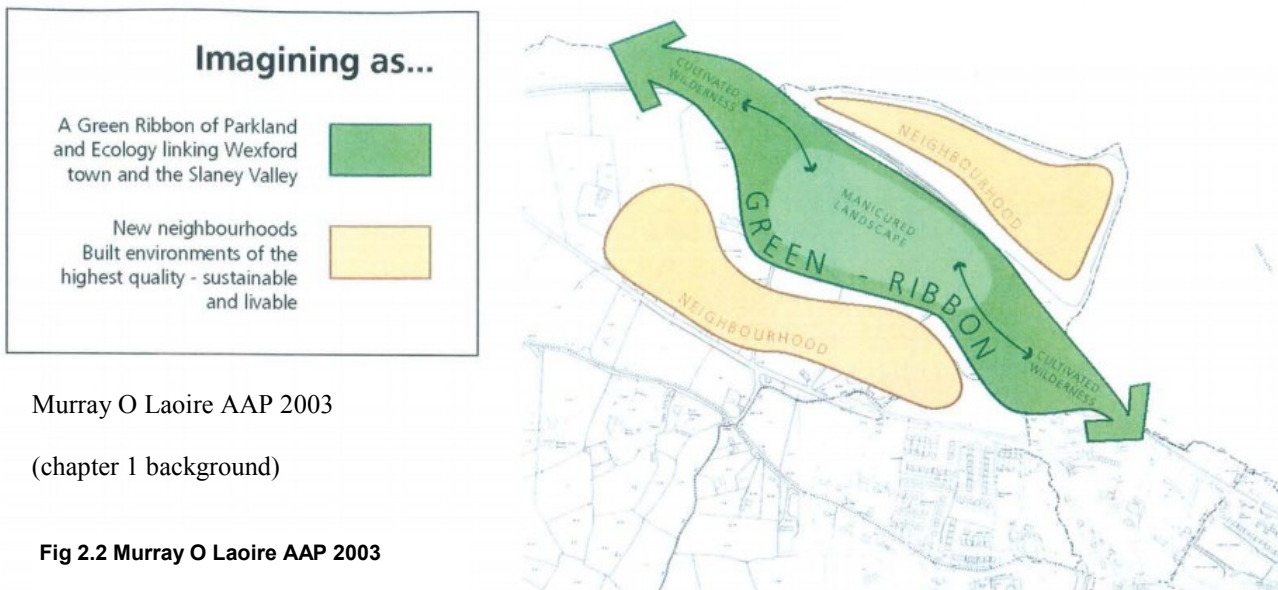 Imagining as...
A Green Ribbon of Parkland
and Ecology linking Wexford
town and the Slaney Valley
New neighbourhoods
Built environments of the
highest quality - sustainable
and livable
Murray O Laoire AAP 2003
(chapter 1 background)
Fig 2.2 Murray O Laoire AAP 2003
CULTIVATED
WILDERNESS
NEIGHBOURHOOD
MANICURED
LANDSCAPE
GREEN - RIBBON
NEIGHBOURHOOD
CULTIVATED
WILDERNESS